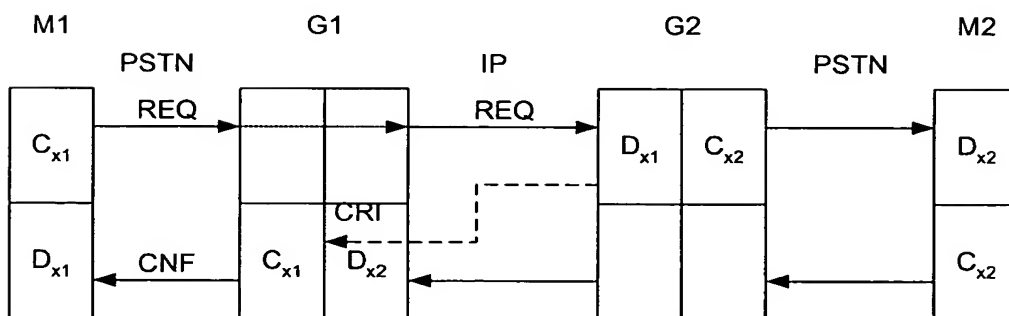 M1 G1 G2 M2
PSTN IP PSTN
REQ REQ
Cx1 Dx1 Cx2 Dx2
CRI
Dx1 CNF Cx1 Dx2 Cx2